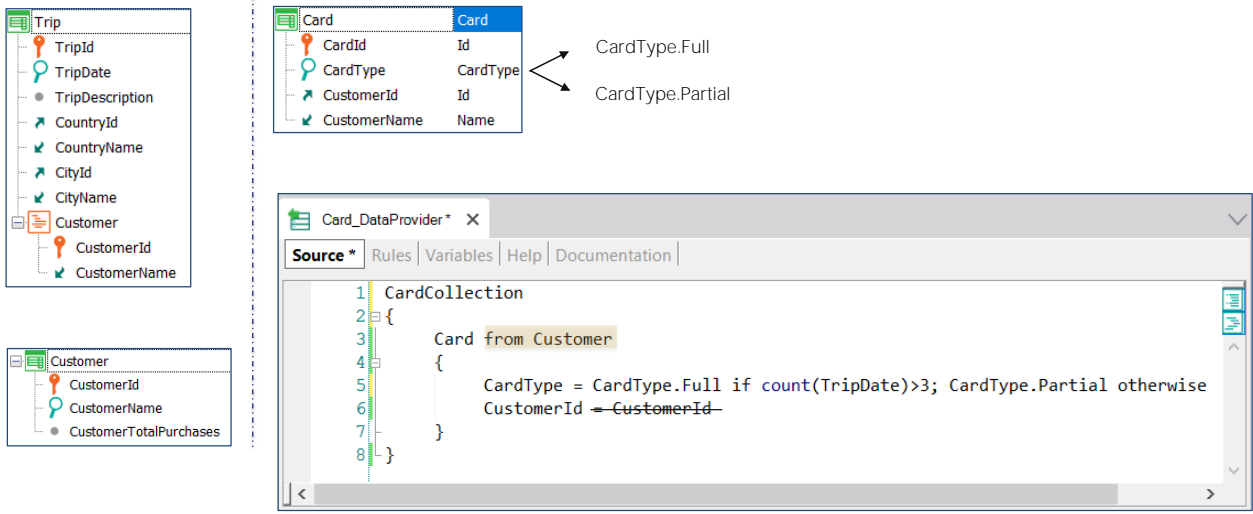 Trip
TripId
TripDate
TripDescription
CountryId
CountryName
CityId
CityName
Customer
CustomerId
CustomerName
Customer
CustomerId
CustomerName
CustomerTotalPurchases
Card Card
CardId Id
CardType CardType
CustomerId Id
CustomerName Name
CardType.Full
CardType.Partial
Card_DataProvider*
Source * Rules Variables Help Documentation
1 CardCollection
2 {
3 Card from Customer
4 {
5 CardType = CardType.Full if count(TripDate)>3; CardType.Partial otherwise
6 CustomerId = CustomerId
7 }
8 }